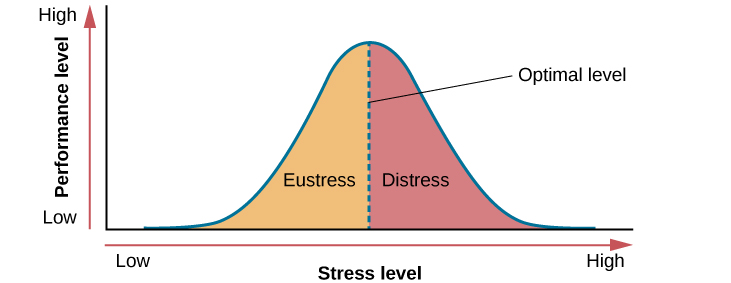 High
Performance level
Optimal level
Eustress
Distress
Low
Low
High
Stress level